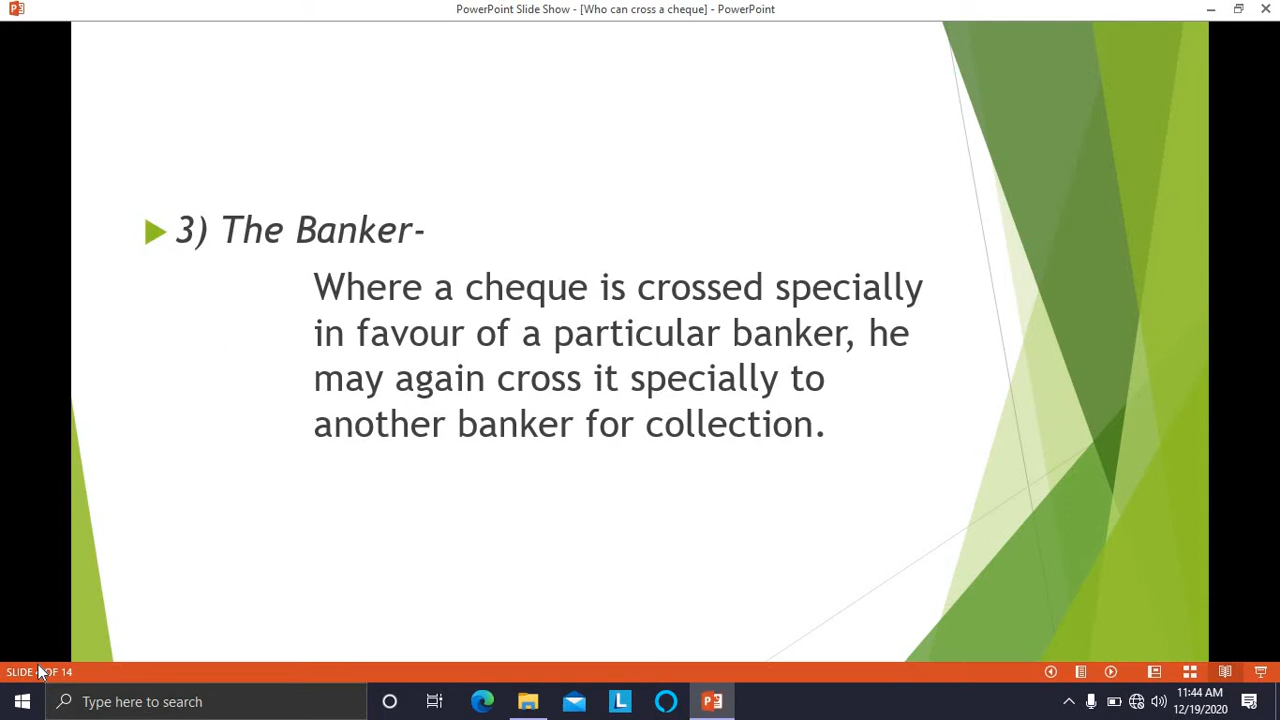 PowerPoint Slide Show - [Who can cross a cheque] - PowerPoint
3) The Banker-
Where a cheque is crossed specially
in favour of a particular banker, he
may again cross it specially to
another banker for collection.
SLIDE OF 14
Type here to search
L
11:44 AM
12/19/2020